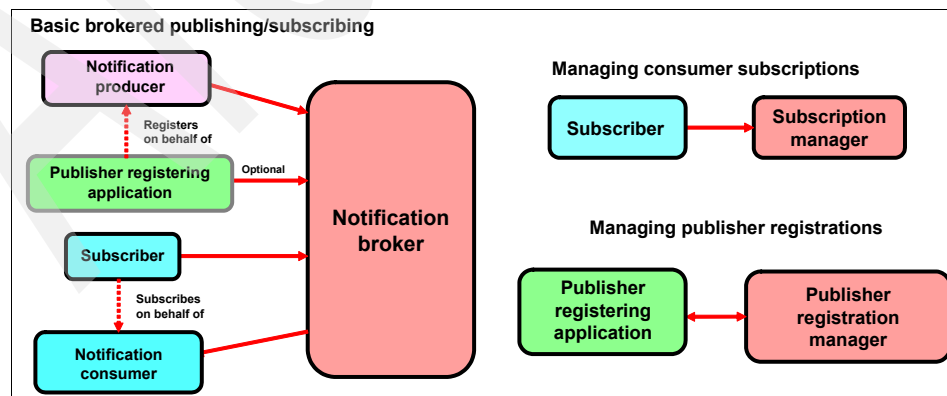 Basic brokered publishing/subscribing
Notification
producer
Registers
on behalf of
Publisher registering
application
Optional
Subscriber
Subscribes
on behalf of
Notification
consumer
Notification
broker
Managing consumer subscriptions
Subscriber
Subscription
manager
Managing publisher registrations
Publisher
registering
application
Publisher
registration
manager